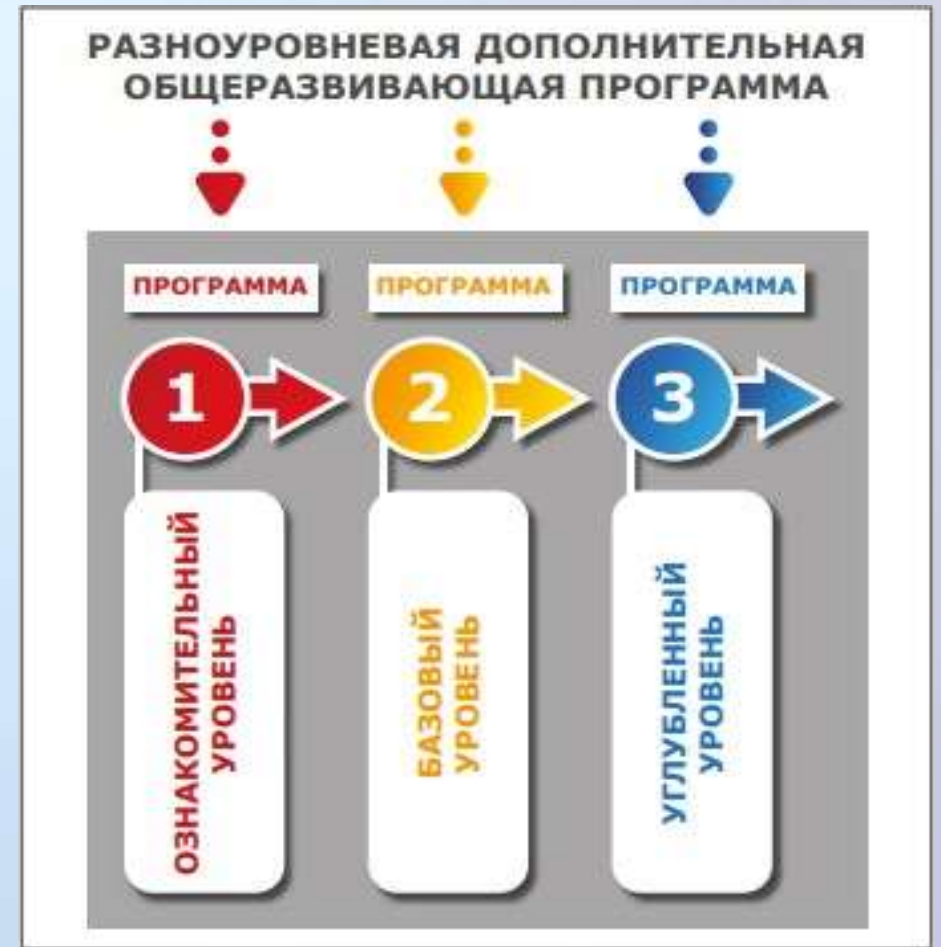 РАЗНОУРОВНЕВАЯ ДОПОЛНИТЕЛЬНАЯ
ОБЩЕРАЗВИВАЮЩАЯ ПРОГРАММА
ПРОГРАММА
1
ОЗНАКОМИТЕЛЬНЫЙ
УРОВЕНЬ
ПРОГРАММА
2
БАЗОВЫЙ
УРОВЕНЬ
ПРОГРАММА
3
УГЛУБЛЕННЫЙ
УРОВЕНЬ